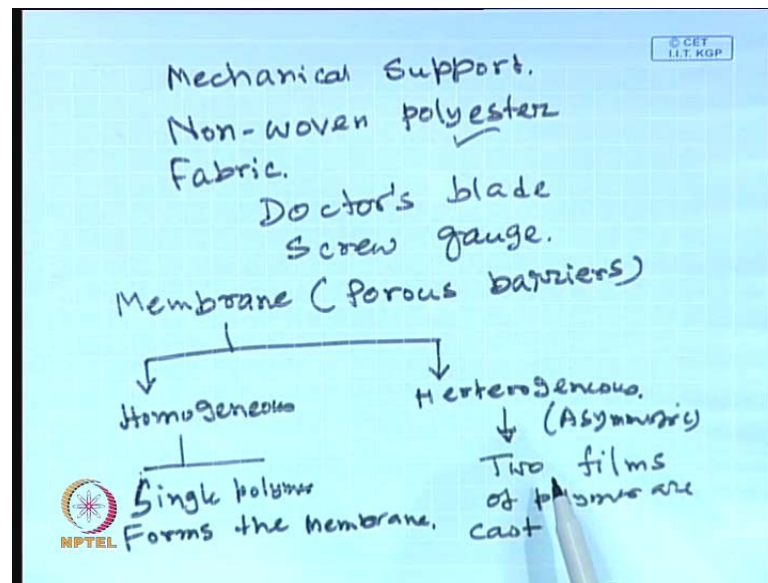 © CET
I.I.T. KGP
Mechanical Support.
Non-woven polyester
Fabric.
Doctor's blade
Screw gauge.
Membrane (Porous barriers)
Homogeneous
Heterogeneous.
(Asymmetric)
Single polymer
Forms the membrane.
Two films
of polymer are
cast
NPTEL